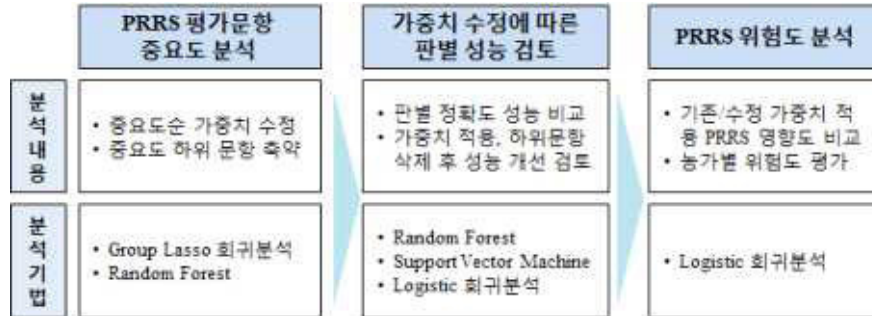 PRRS 평가문항
중요도 분석
가중치 수정에 따른
판별 성능 검토
PRRS 위험도 분석
분석내용
• 중요도순 가중치 수정
• 중요도 하위 문항 축약
• 판별 정확도 성능 비교
• 가중치 적용, 하위문항
삭제 후 성능 개선 검토
• 기존/수정 가중치 적
용 PRRS 영향도 비교
• 농가별 위험도 평가
분석기법
• Group Lasso 회귀분석
• Random Forest
• Random Forest
• Support Vector Machine
• Logistic 회귀분석
• Logistic 회귀분석